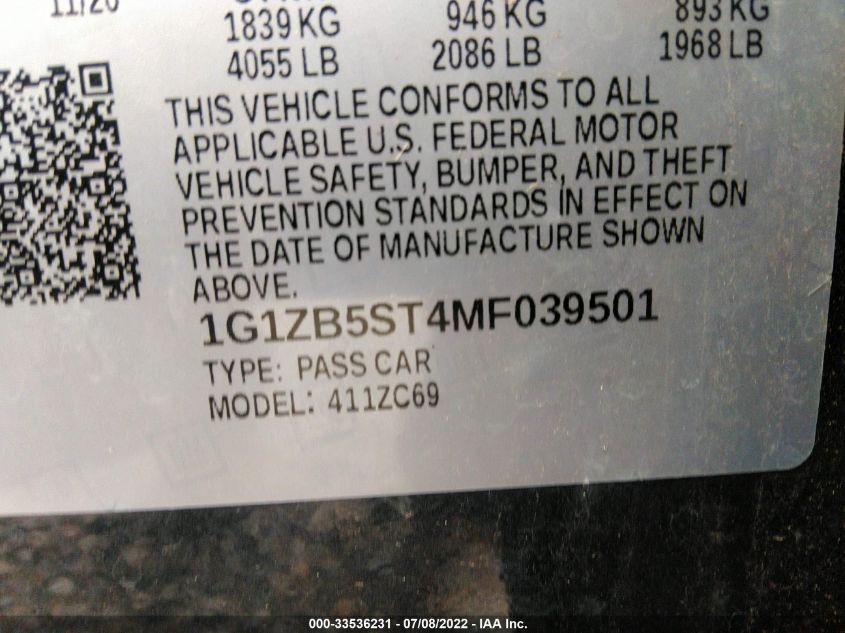 11/20
1839 KG 946 KG 893 KG
4055 LB 2086 LB 1968 LB
THIS VEHICLE CONFORMS TO ALL
APPLICABLE U.S. FEDERAL MOTOR
VEHICLE SAFETY, BUMPER, AND THEFT
PREVENTION STANDARDS IN EFFECT ON
THE DATE OF MANUFACTURE SHOWN
ABOVE.
1G1ZB5ST4MF039501
TYPE: PASS CAR
MODEL: 411ZC69
000-33536231 - 07/08/2022 - IAA Inc.